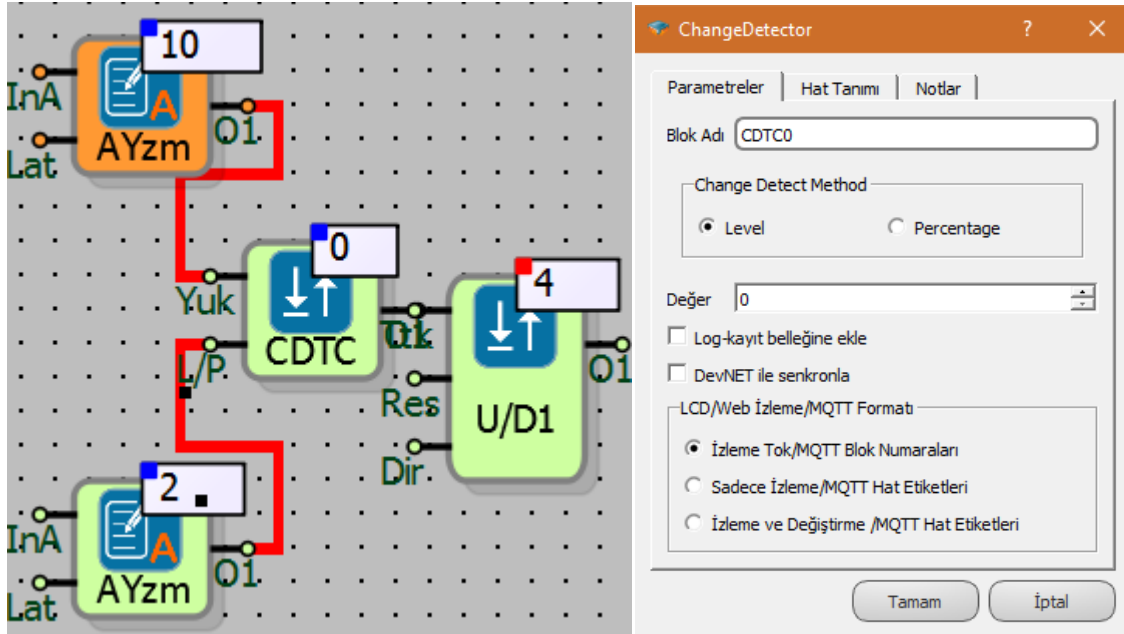 10
InA
O1
Lat
AYzm
0
Yuk
4
CDTC
L/P
O1
Res
U/D1
Dir
2
InA
O1
Lat
AYzm
ChangeDetector
?
Parametreler
Hat Tanımı
Notlar
Blok Adı
CDTC0
Change Detect Method
Level
Percentage
Değer
0
Log-kayıt belleğine ekle
DevNET ile senkronla
LCD/Web İzleme/MQTT Formatı
İzleme Tok/MQTT Blok Numaraları
Sadece İzleme/MQTT Hat Etiketleri
İzleme ve Değiştirme /MQTT Hat Etiketleri
Tamam
İptal